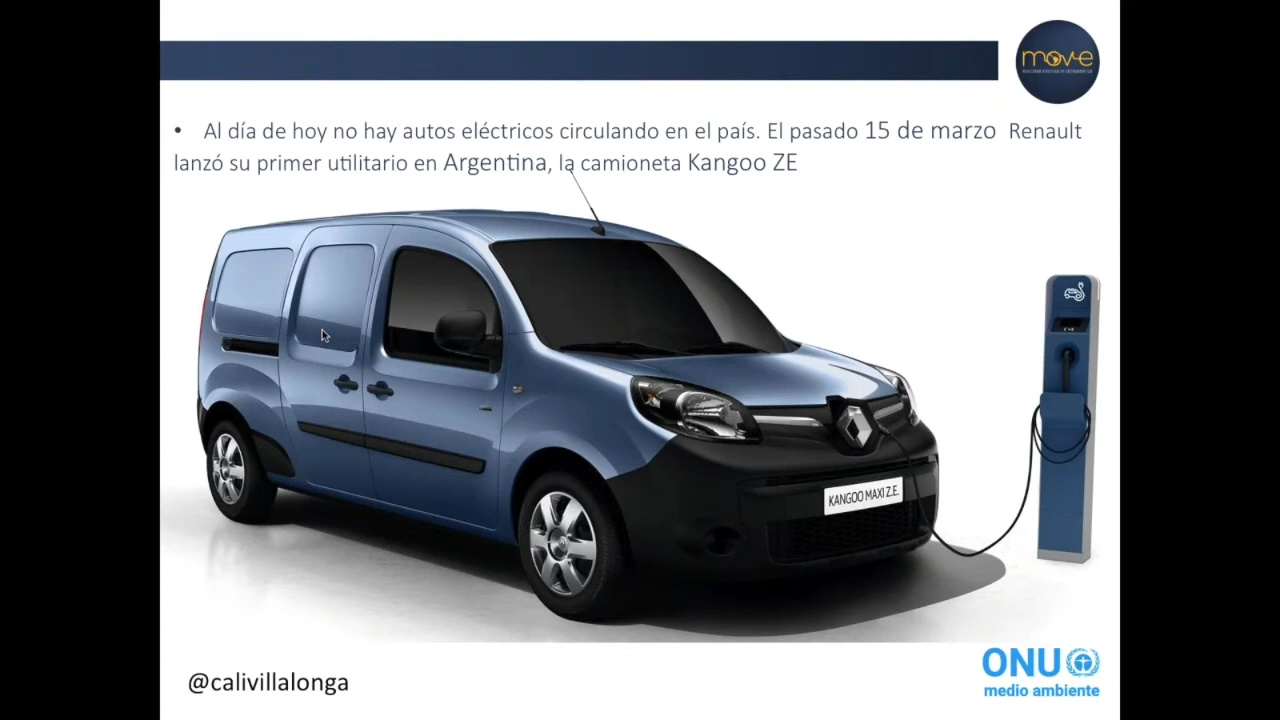 move
• Al día de hoy no hay autos eléctricos circulando en el país. El pasado 15 de marzo Renault
lanzó su primer utilitario en Argentina, la camioneta Kangoo ZE
KANGOO MAXI Z.E.
@calivillalonga
ONU
medio ambiente